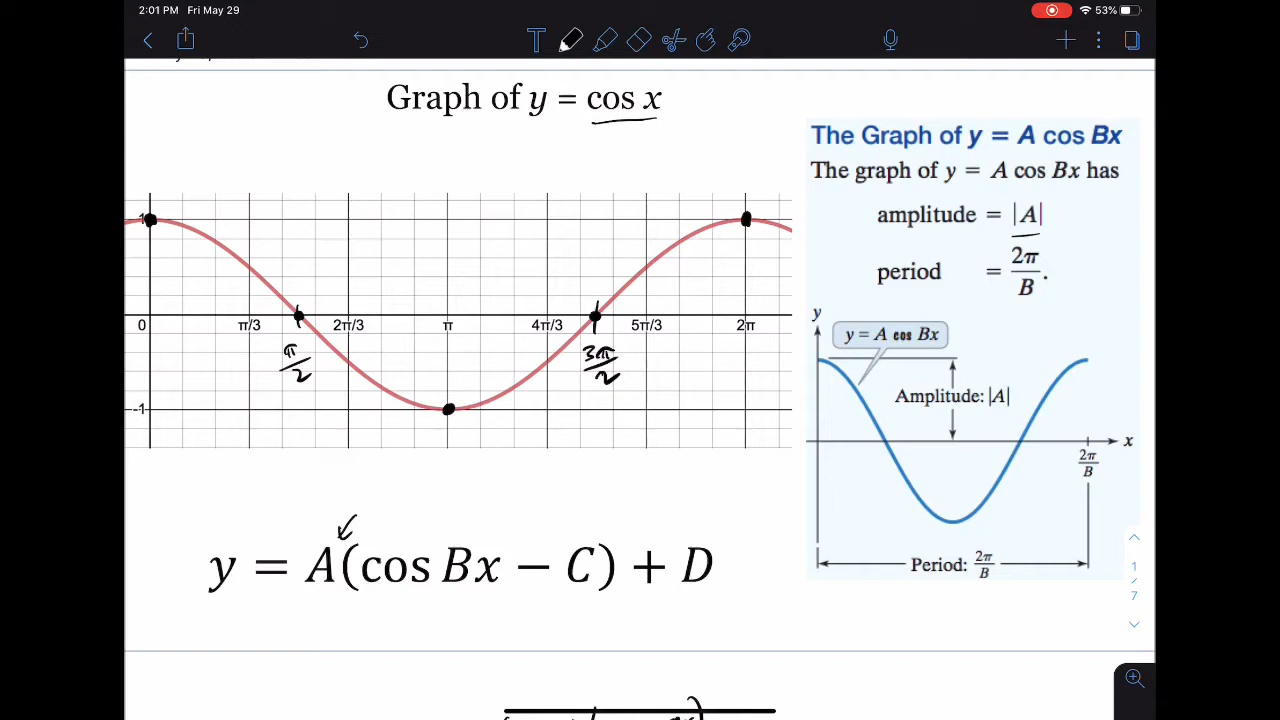 2:01 PM Fri May 29
53%
Graph of y = cos x
1
0 π/3 2π/3 π 4π/3 5π/3 2π
π/2 3π/2
-1
y = A(cos Bx − C) + D
The Graph of y = A cos Bx
The graph of y = A cos Bx has
amplitude = |A|
period = 2π/B.
y
y = A cos Bx
Amplitude: |A|
x
2π/B
Period: 2π/B
1
/
7